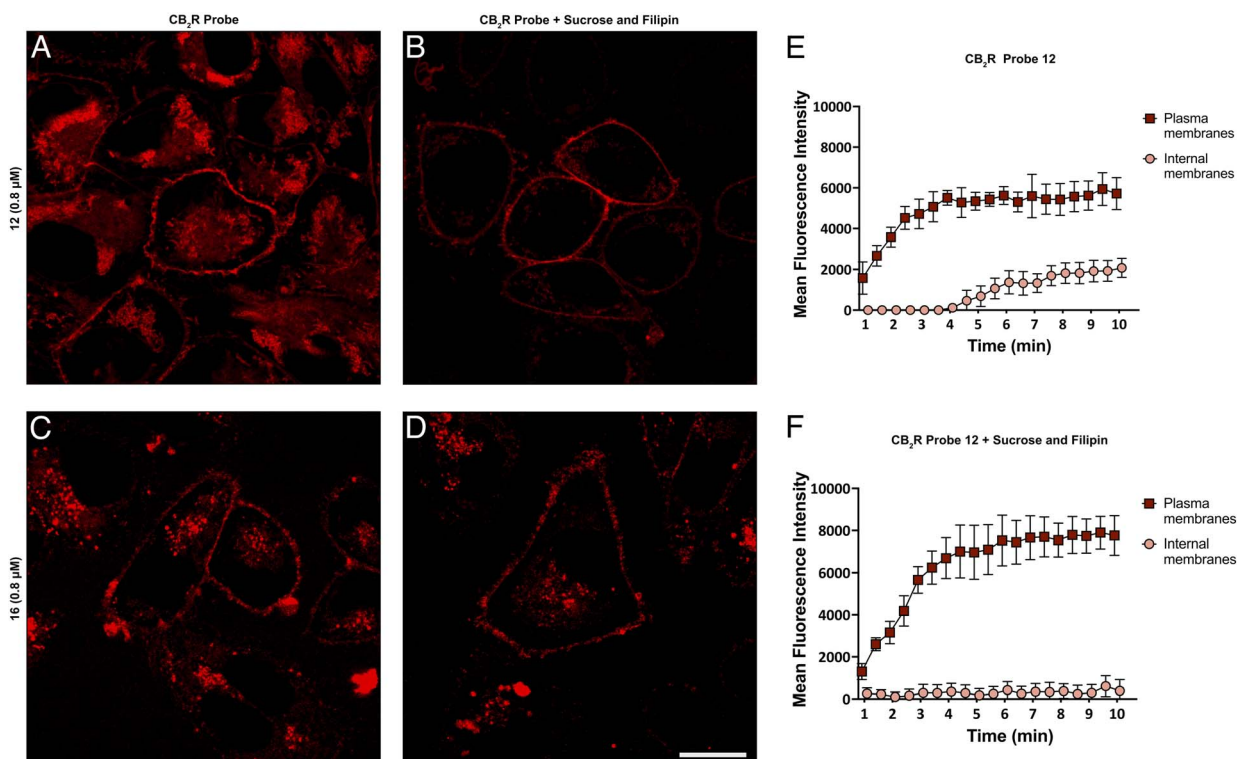 CB₂R Probe
CB₂R Probe + Sucrose and Filipin
A
B
12 (0.8 µM)
C
D
16 (0.8 µM)
E
CB₂R Probe 12
Mean Fluorescence Intensity
10000
8000
6000
4000
2000
0
1 2 3 4 5 6 7 8 9 10
Time (min)
Plasma
membranes
Internal
membranes
F
CB₂R Probe 12 + Sucrose and Filipin
Mean Fluorescence Intensity
10000
8000
6000
4000
2000
0
1 2 3 4 5 6 7 8 9 10
Time (min)
Plasma
membranes
Internal
membranes